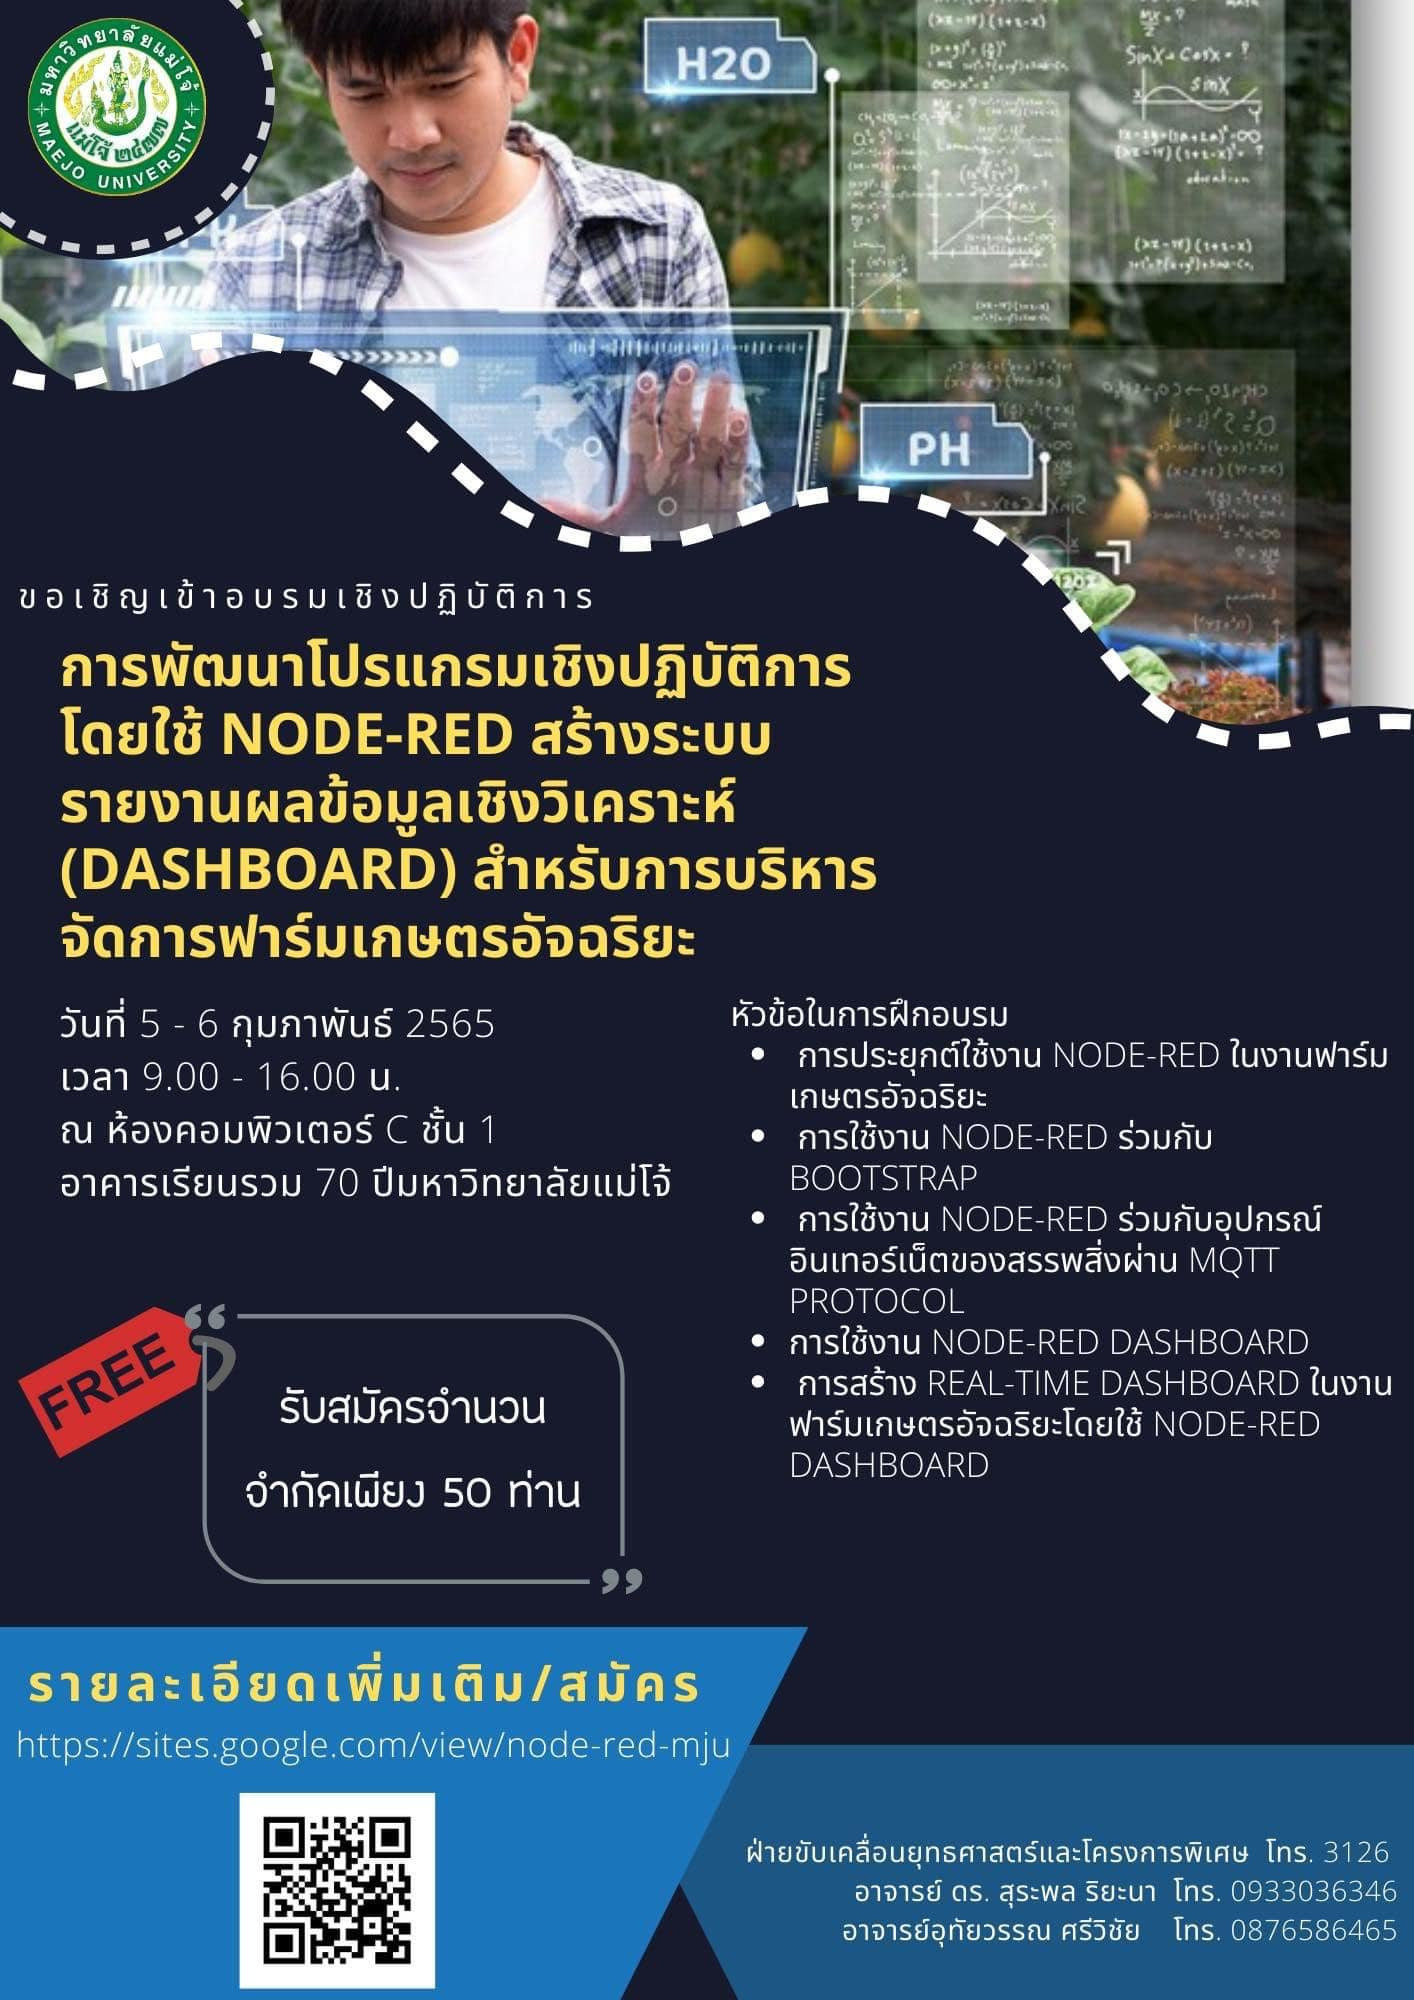 มหาวิทยาลัยแม่โจ้
แม่โจ้ ๒๔๗๗
MAEJO UNIVERSITY
H2O
PH
SinX + Cosx = ?
SinX
ขอเชิญเข้าอบรมเชิงปฏิบัติการ
การพัฒนาโปรแกรมเชิงปฏิบัติการ
โดยใช้ NODE-RED สร้างระบบ
รายงานผลข้อมูลเชิงวิเคราะห์
(DASHBOARD) สำหรับการบริหาร
จัดการฟาร์มเกษตรอัจฉริยะ
วันที่ 5 - 6 กุมภาพันธ์ 2565
เวลา 9.00 - 16.00 น.
ณ ห้องคอมพิวเตอร์ C ชั้น 1
อาคารเรียนรวม 70 ปีมหาวิทยาลัยแม่โจ้
หัวข้อในการฝึกอบรม
• การประยุกต์ใช้งาน NODE-RED ในงานฟาร์ม
เกษตรอัจฉริยะ
• การใช้งาน NODE-RED ร่วมกับ
BOOTSTRAP
• การใช้งาน NODE-RED ร่วมกับอุปกรณ์
อินเทอร์เน็ตของสรรพสิ่งผ่าน MQTT
PROTOCOL
• การใช้งาน NODE-RED DASHBOARD
• การสร้าง REAL-TIME DASHBOARD ในงาน
ฟาร์มเกษตรอัจฉริยะโดยใช้ NODE-RED
DASHBOARD
FREE
รับสมัครจำนวน
จำกัดเพียง 50 ท่าน
รายละเอียดเพิ่มเติม/สมัคร
https://sites.google.com/view/node-red-mju
ฝ่ายขับเคลื่อนยุทธศาสตร์และโครงการพิเศษ โทร. 3126
อาจารย์ ดร. สุระพล ริยะนา โทร. 0933036346
อาจารย์อุทัยวรรณ ศรีวิชัย โทร. 0876586465